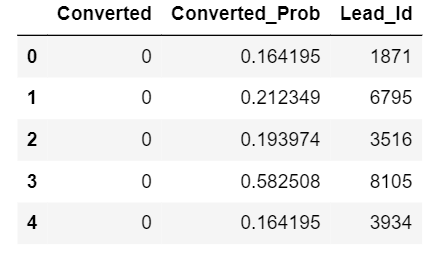 Converted Converted_Prob Lead_Id
0 0 0.164195 1871
1 0 0.212349 6795
2 0 0.193974 3516
3 0 0.582508 8105
4 0 0.164195 3934